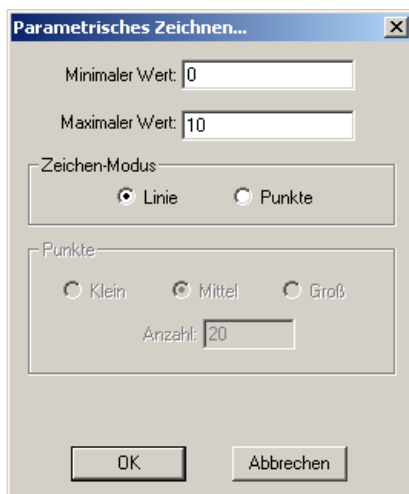 Parametrisches Zeichnen...
Minimaler Wert: 0
Maximaler Wert: 10
Zeichen-Modus
Linie Punkte
Punkte
Klein Mittel Groß
Anzahl: 20
OK Abbrechen